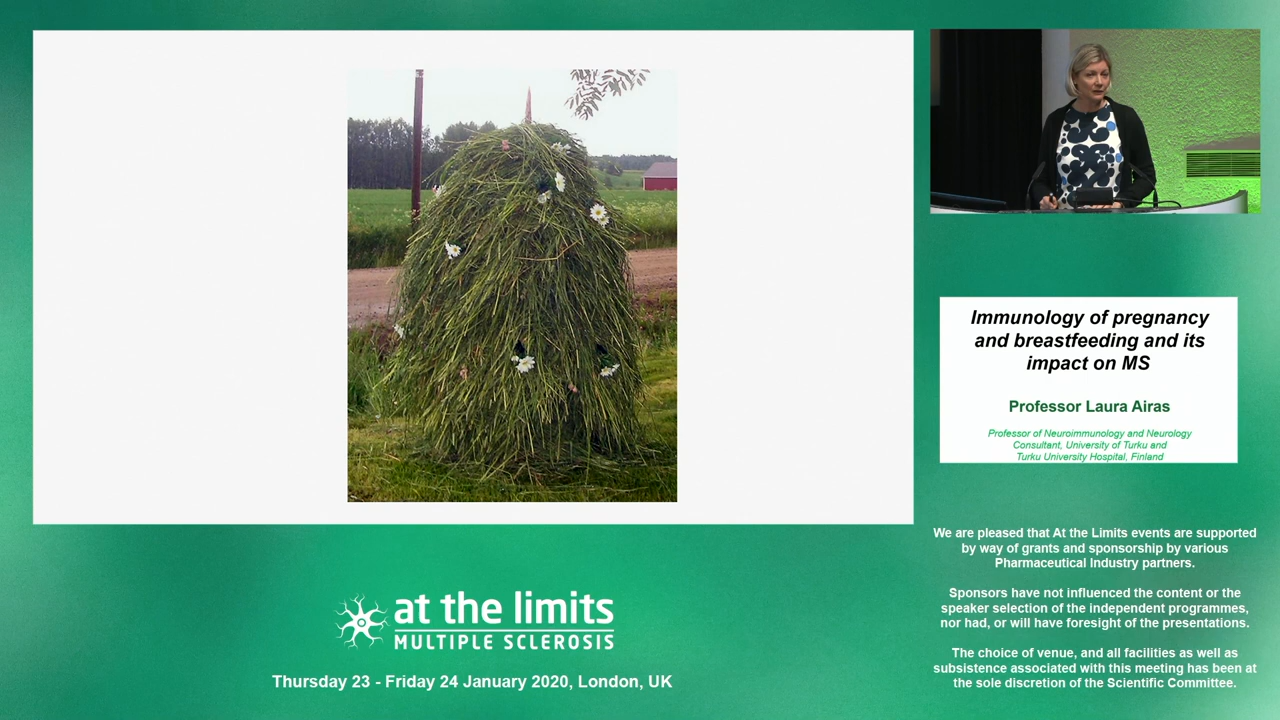 Immunology of pregnancy
and breastfeeding and its
impact on MS
Professor Laura Airas
Professor of Neuroimmunology and Neurology
Consultant, University of Turku and
Turku University Hospital, Finland
We are pleased that At the Limits events are supported
by way of grants and sponsorship by various
Pharmaceutical Industry partners.
Sponsors have not influenced the content or the
speaker selection of the independent programmes,
nor had, or will have foresight of the presentations.
The choice of venue, and all facilities as well as
subsistence associated with this meeting has been at
the sole discretion of the Scientific Committee.
at the limits
MULTIPLE SCLEROSIS
Thursday 23 - Friday 24 January 2020, London, UK